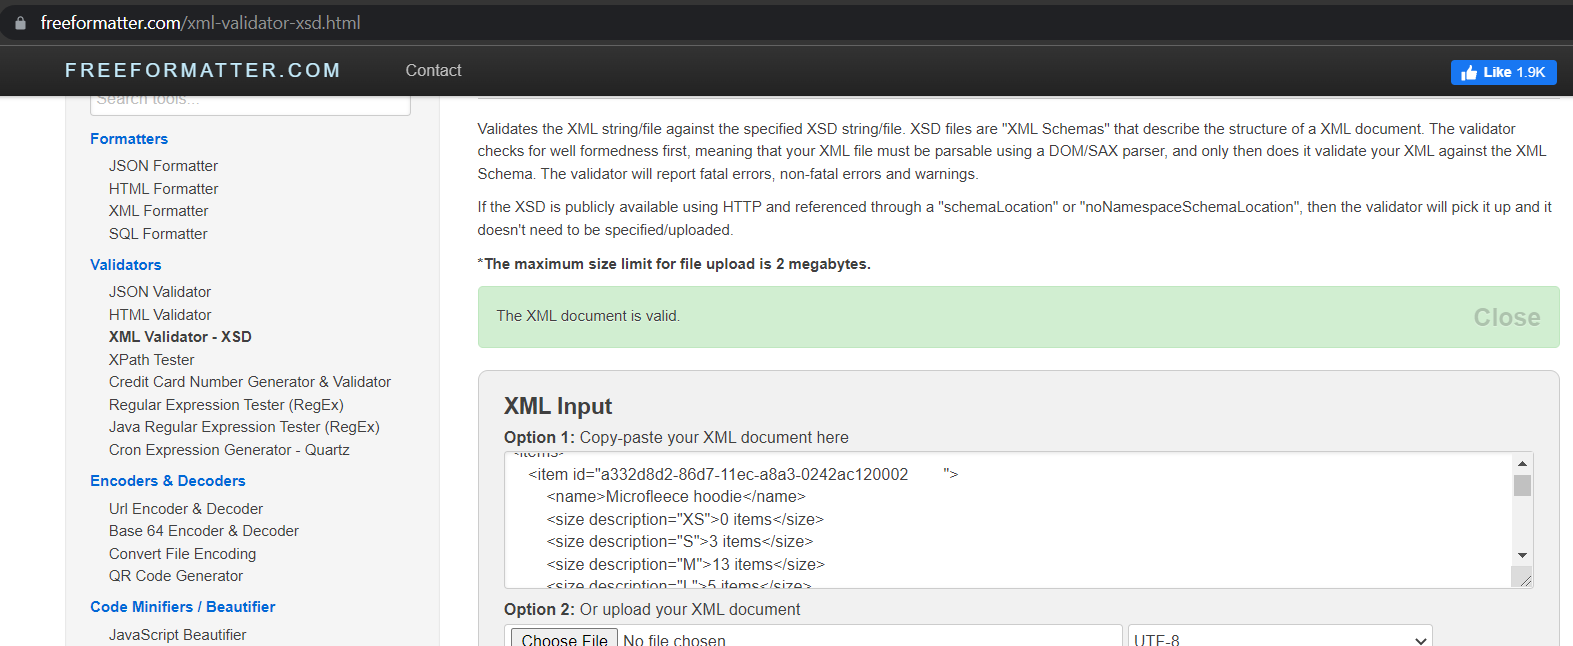 freeformatter.com/xml-validator-xsd.html
FREEFORMATTER.COM
Contact
Like 1.9K
Search tools...
Formatters
JSON Formatter
HTML Formatter
XML Formatter
SQL Formatter
Validators
JSON Validator
HTML Validator
XML Validator - XSD
XPath Tester
Credit Card Number Generator & Validator
Regular Expression Tester (RegEx)
Java Regular Expression Tester (RegEx)
Cron Expression Generator - Quartz
Encoders & Decoders
Url Encoder & Decoder
Base 64 Encoder & Decoder
Convert File Encoding
QR Code Generator
Code Minifiers / Beautifier
JavaScript Beautifier
Validates the XML string/file against the specified XSD string/file. XSD files are "XML Schemas" that describe the structure of a XML document. The validator
checks for well formedness first, meaning that your XML file must be parsable using a DOM/SAX parser, and only then does it validate your XML against the XML
Schema. The validator will report fatal errors, non-fatal errors and warnings.
If the XSD is publicly available using HTTP and referenced through a "schemaLocation" or "noNamespaceSchemaLocation", then the validator will pick it up and it
doesn't need to be specified/uploaded.
*The maximum size limit for file upload is 2 megabytes.
The XML document is valid.
Close
XML Input
Option 1: Copy-paste your XML document here
<items>
<item id="a332d8d2-86d7-11ec-a8a3-0242ac120002        ">
<name>Microfleece hoodie</name>
<size description="XS">0 items</size>
<size description="S">3 items</size>
<size description="M">13 items</size>
<size description="L">5 items</size>
Option 2: Or upload your XML document
Choose File No file chosen
UTF-8